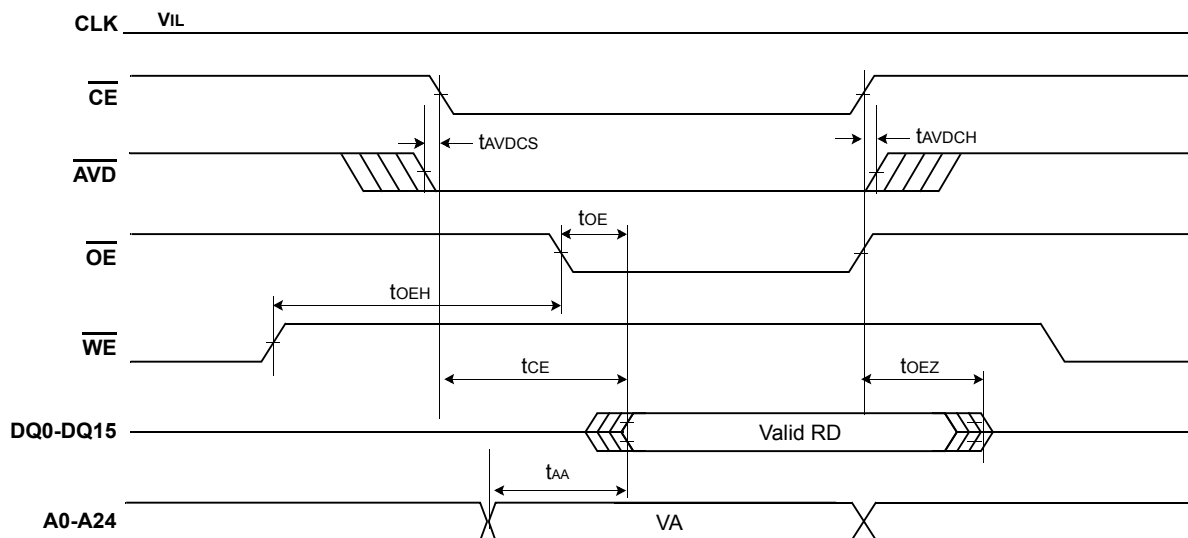 CLK VIL
CE
tAVDCS tAVDCH
AVD
tOE
OE
tOEH
WE
tCE tOEZ
DQ0-DQ15 Valid RD
tAA
A0-A24 VA